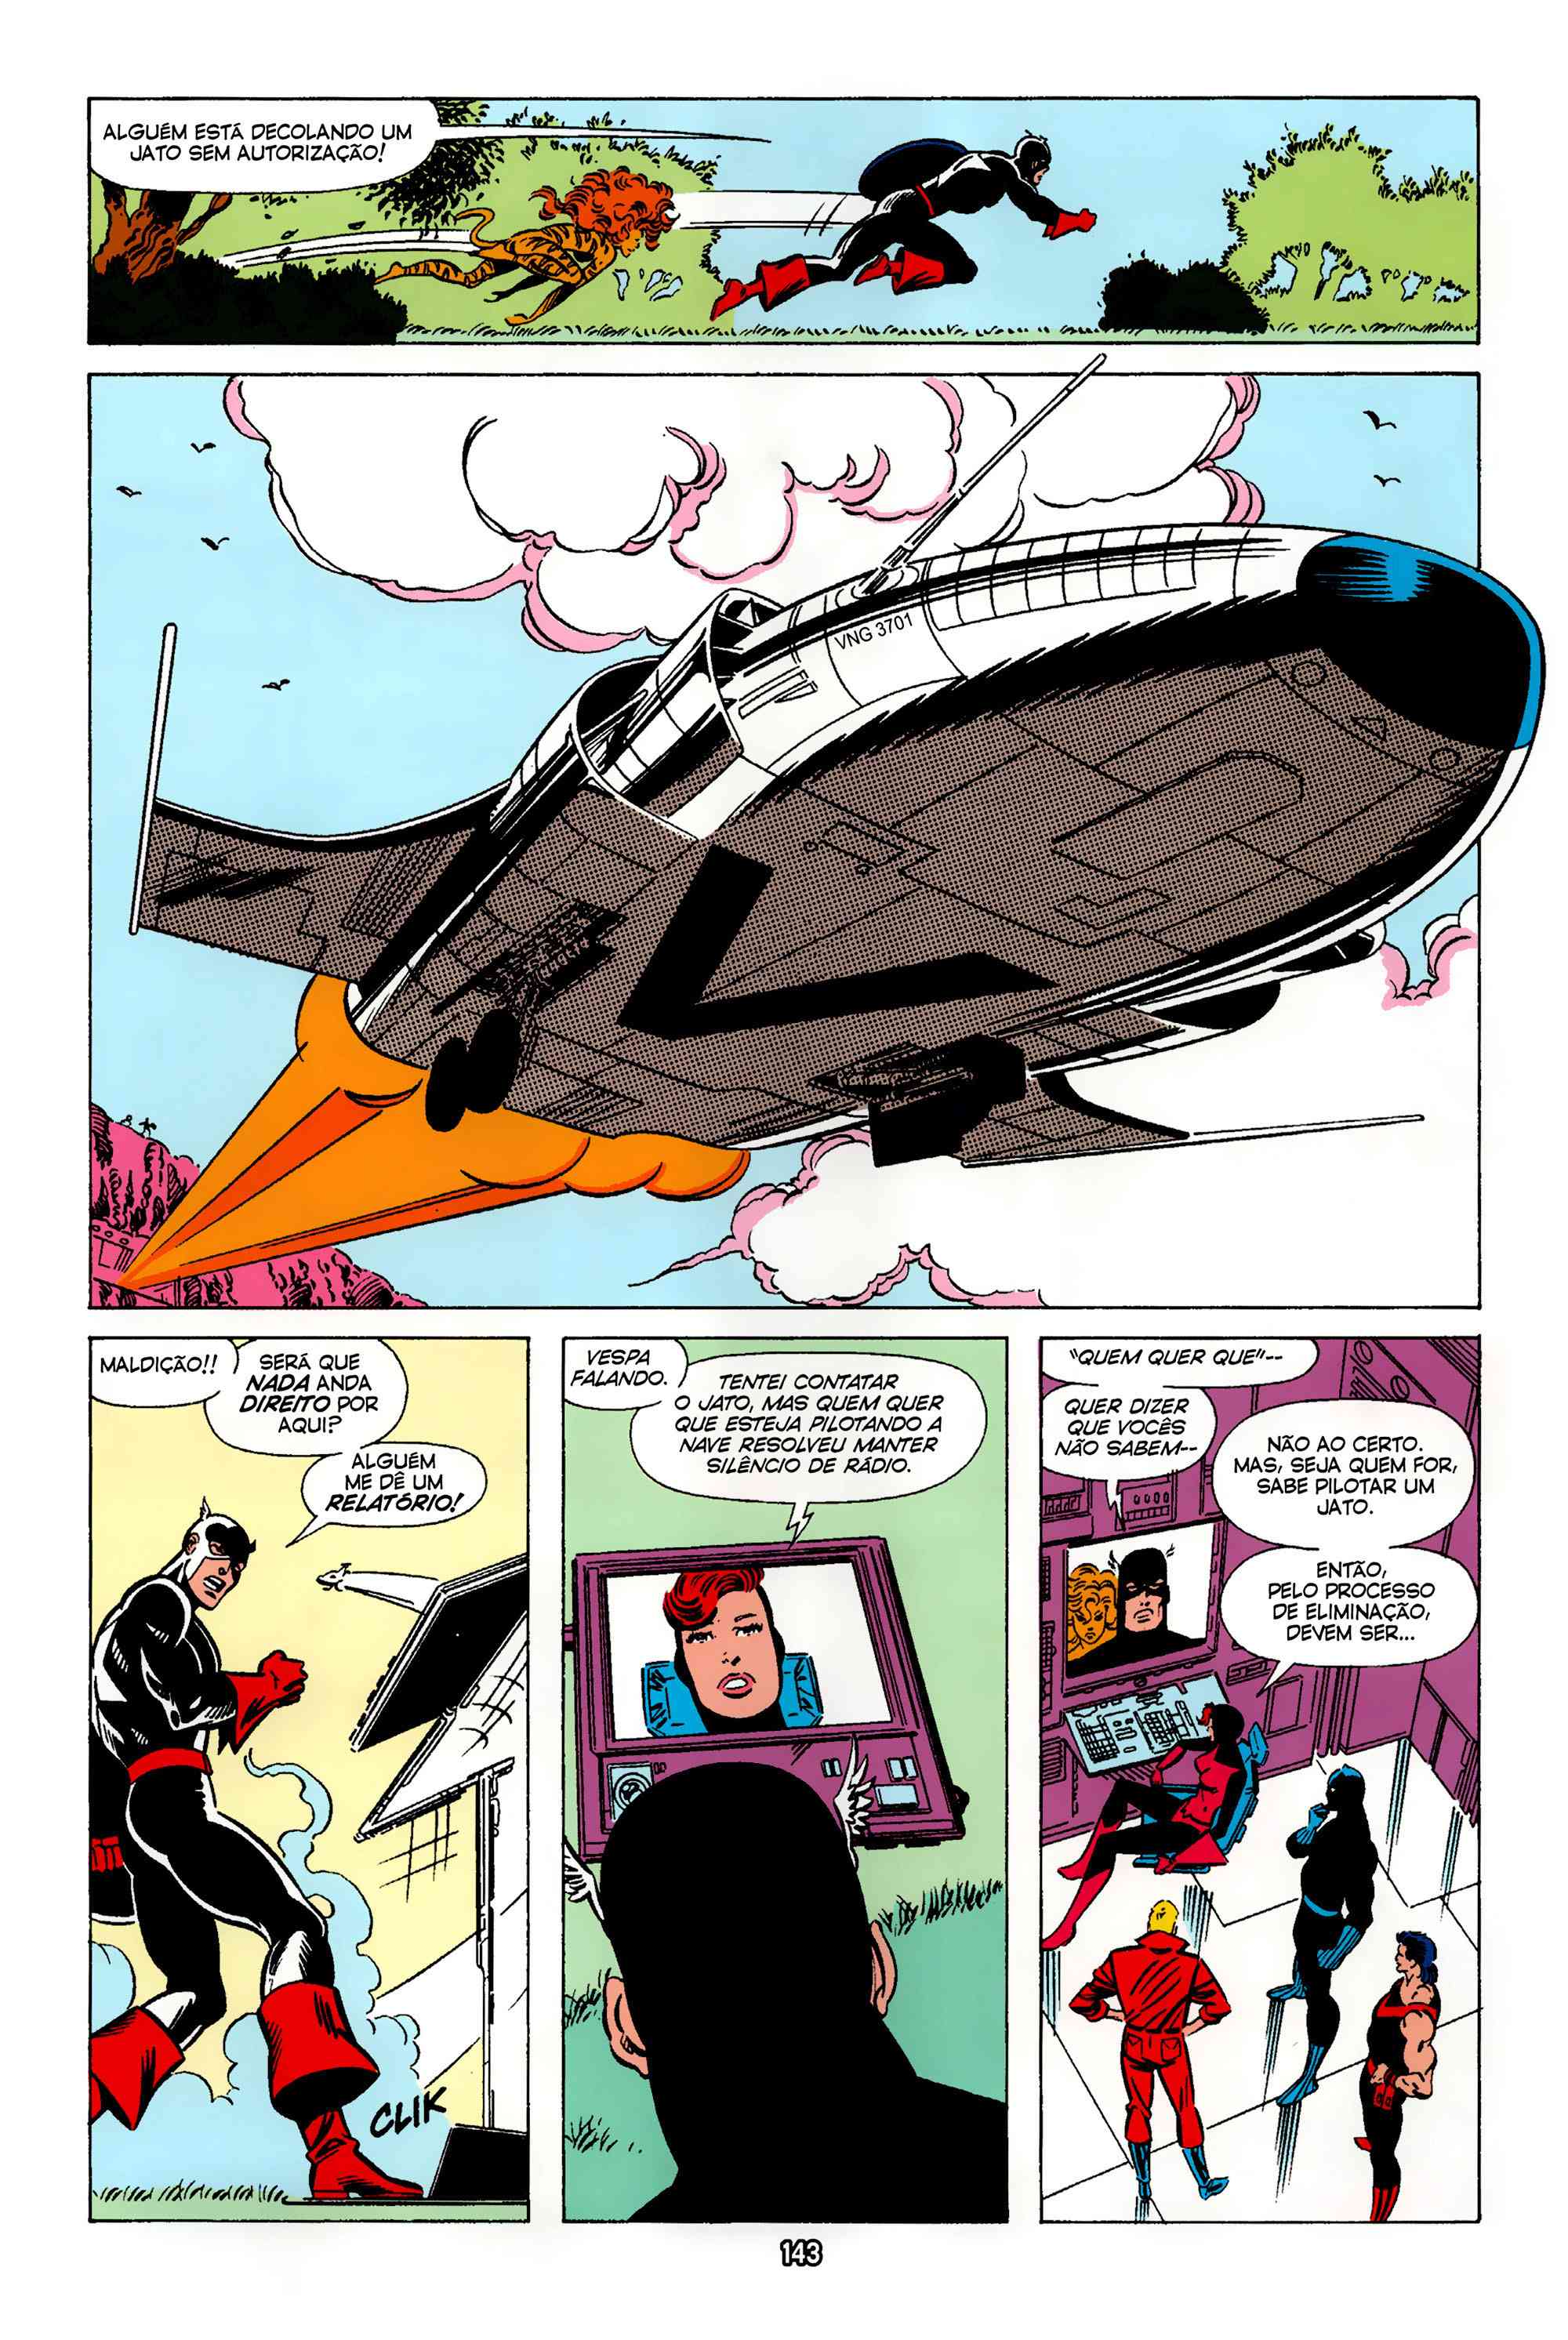 ALGUÉM ESTÁ DECOLANDO UM
JATO SEM AUTORIZAÇÃO!
VNG 3701
MALDIÇÃO!!
SERÁ QUE
NADA ANDA
DIREITO POR
AQUI?
ALGUÉM
ME DÊ UM
RELATÓRIO!
CLIK
VESPA
FALANDO.
TENTEI CONTATAR
O JATO, MAS QUEM QUER
QUE ESTEJA PILOTANDO A
NAVE RESOLVEU MANTER
SILÊNCIO DE RÁDIO.
"QUEM QUER QUE"--
QUER DIZER
QUE VOCÊS
NÃO SABEM--
NÃO AO CERTO.
MAS, SEJA QUEM FOR,
SABE PILOTAR UM
JATO.
ENTÃO,
PELO PROCESSO
DE ELIMINAÇÃO,
DEVEM SER...
143